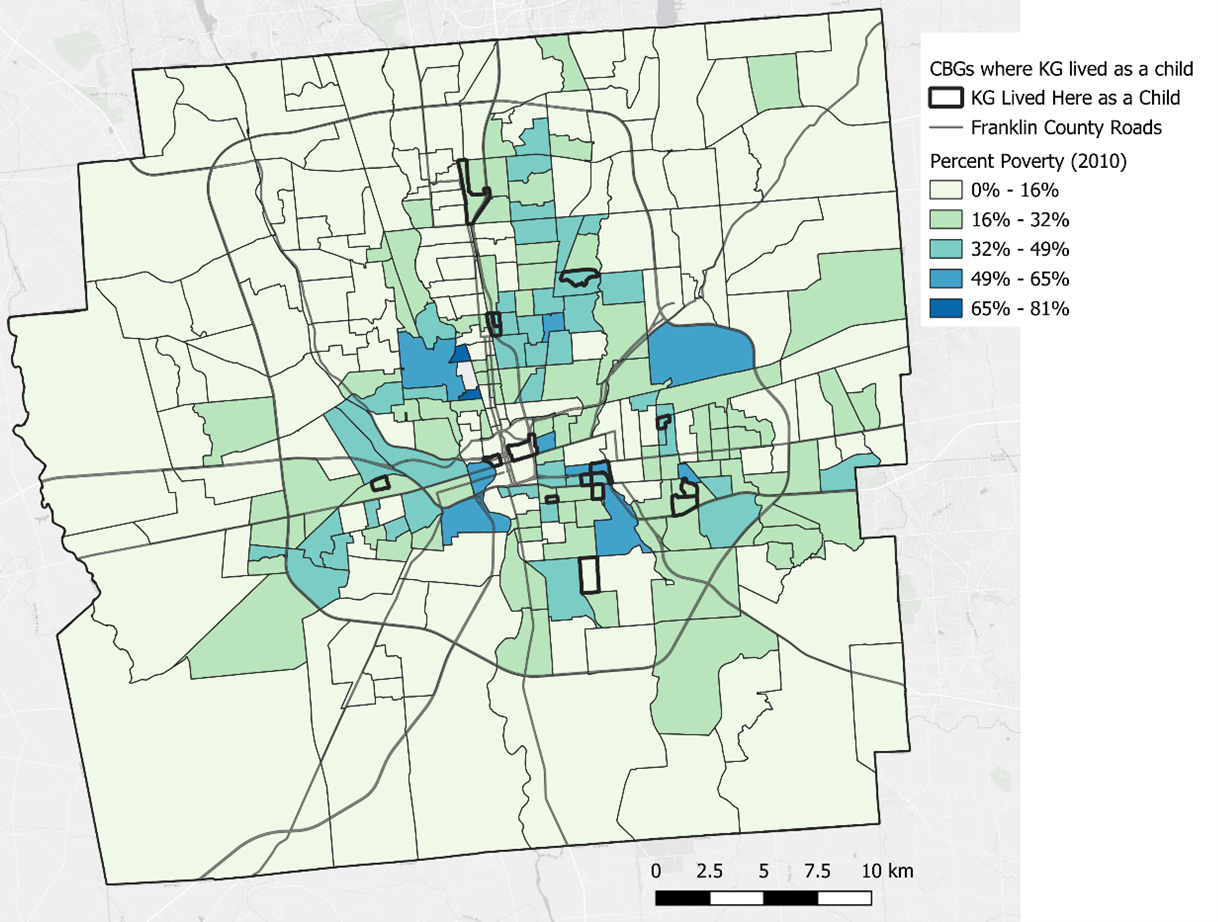 CBGs where KG lived as a child
KG Lived Here as a Child
Franklin County Roads
Percent Poverty (2010)
0% - 16%
16% - 32%
32% - 49%
49% - 65%
65% - 81%
0 2.5 5 7.5 10 km